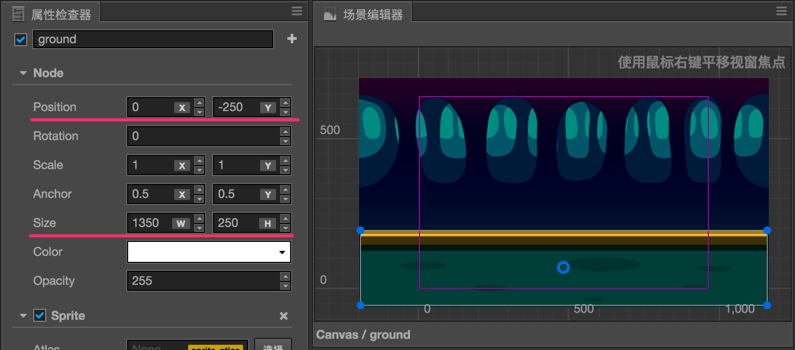 属性检查器
ground
Node
Position 0 X -250 Y
Rotation 0
Scale 1 X 1 Y
Anchor 0.5 X 0.5 Y
Size 1350 W 250 H
Color
Opacity 255
Sprite
Atlas None sprite-atlas 选择
场景编辑器
使用鼠标右键平移视窗焦点
500
0
0 500 1,000
Canvas / ground